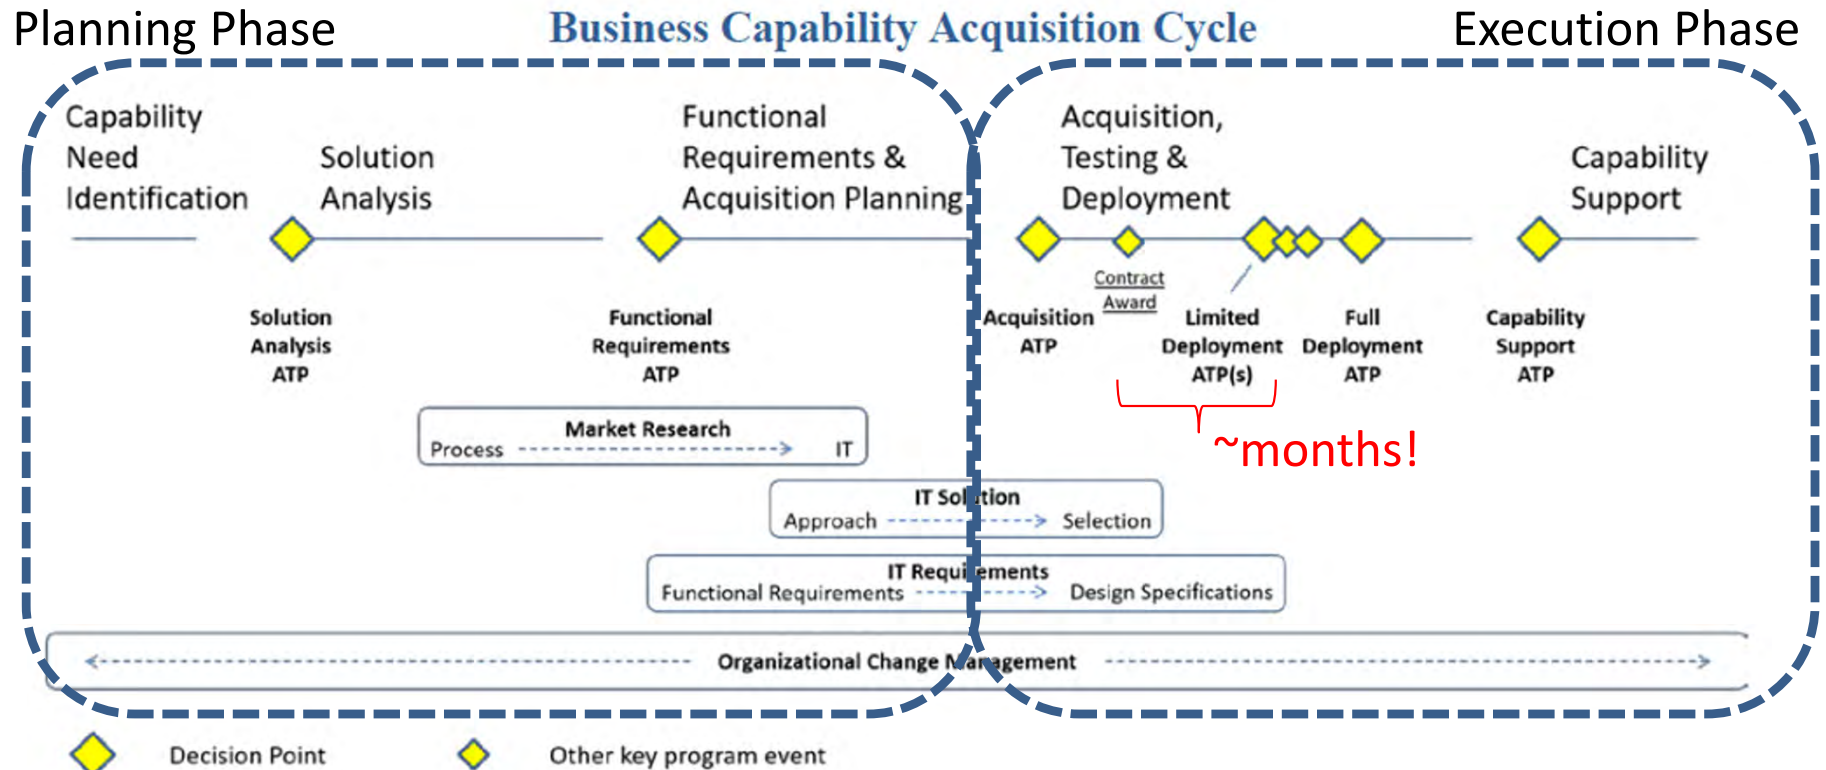 Planning Phase
Business Capability Acquisition Cycle
Execution Phase
Capability
Need
Identification
Solution
Analysis
Functional
Requirements &
Acquisition Planning
Acquisition,
Testing &
Deployment
Capability
Support
Solution
Analysis
ATP
Functional
Requirements
ATP
Acquisition
ATP
Contract
Award
Limited
Deployment
ATP(s)
Full
Deployment
ATP
Capability
Support
ATP
~months!
Market Research
Process
IT
IT Solution
Approach
Selection
IT Requirements
Functional Requirements
Design Specifications
Organizational Change Management
Decision Point
Other key program event